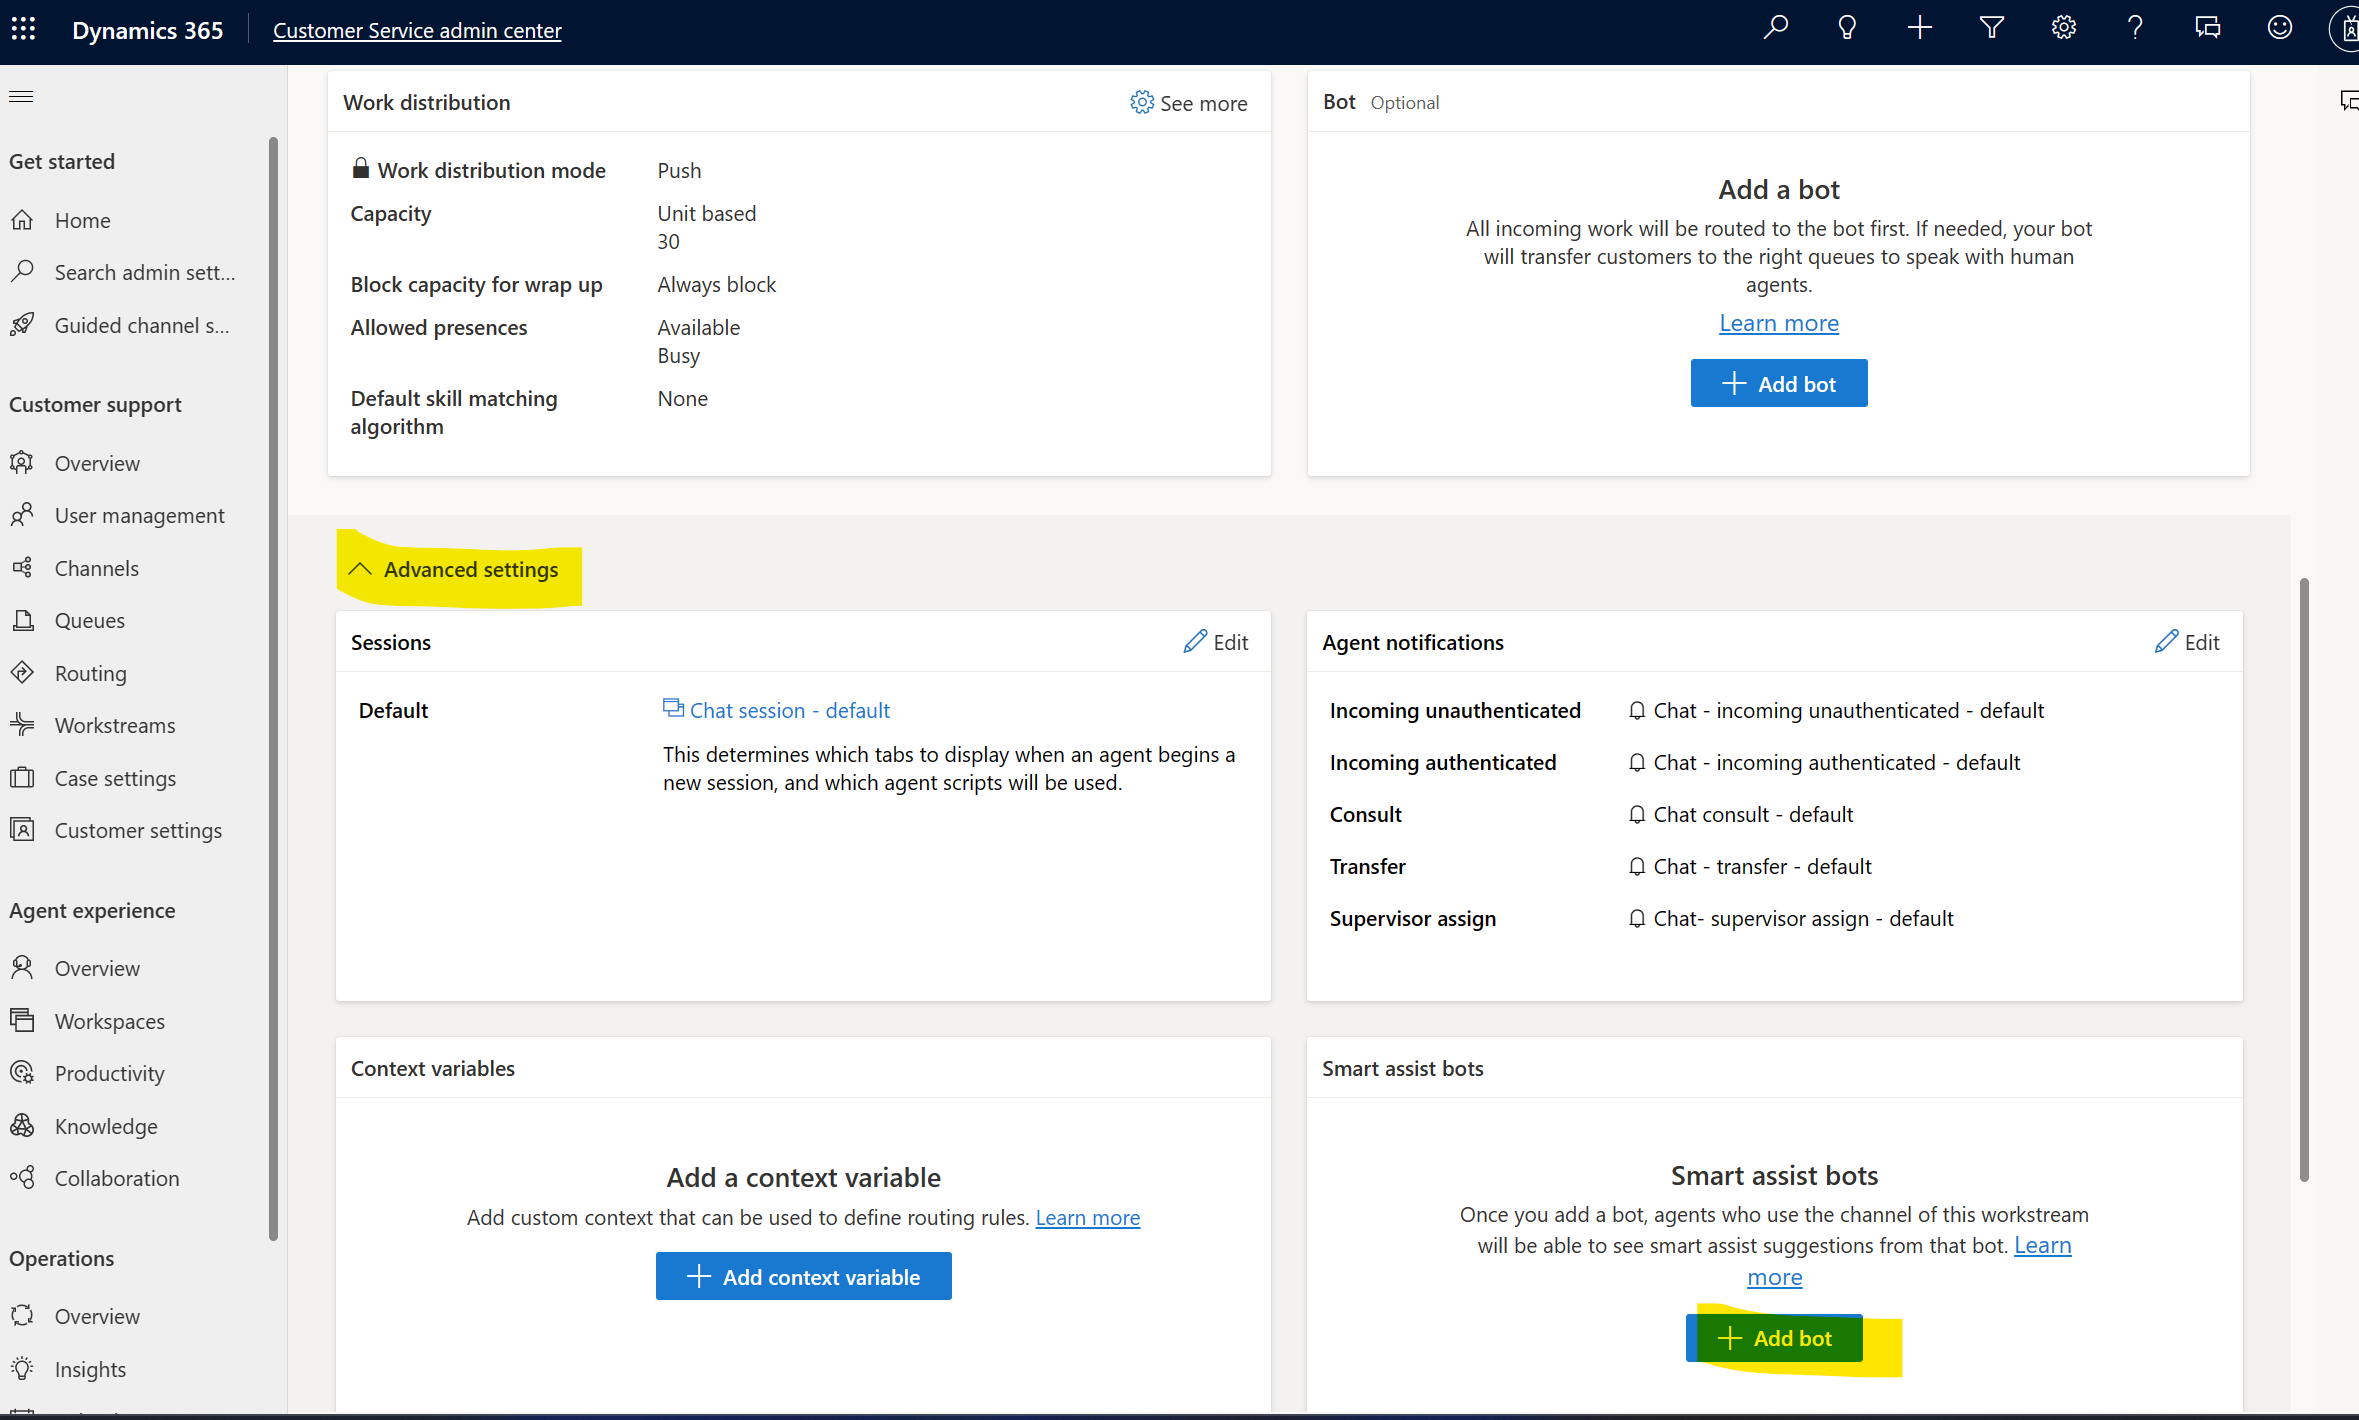 Dynamics 365
Customer Service admin center
Get started
Home
Search admin sett...
Guided channel s...
Customer support
Overview
User management
Channels
Queues
Routing
Workstreams
Case settings
Customer settings
Agent experience
Overview
Workspaces
Productivity
Knowledge
Collaboration
Operations
Overview
Insights
Work distribution
See more
Work distribution mode
Push
Capacity
Unit based
30
Block capacity for wrap up
Always block
Allowed presences
Available
Busy
Default skill matching
algorithm
None
Bot Optional
Add a bot
All incoming work will be routed to the bot first. If needed, your bot
will transfer customers to the right queues to speak with human
agents.
Learn more
Add bot
Advanced settings
Sessions
Edit
Default
Chat session - default
This determines which tabs to display when an agent begins a
new session, and which agent scripts will be used.
Agent notifications
Edit
Incoming unauthenticated
Chat - incoming unauthenticated - default
Incoming authenticated
Chat - incoming authenticated - default
Consult
Chat consult - default
Transfer
Chat - transfer - default
Supervisor assign
Chat- supervisor assign - default
Context variables
Add a context variable
Add custom context that can be used to define routing rules. Learn more
Add context variable
Smart assist bots
Smart assist bots
Once you add a bot, agents who use the channel of this workstream
will be able to see smart assist suggestions from that bot. Learn
more
Add bot